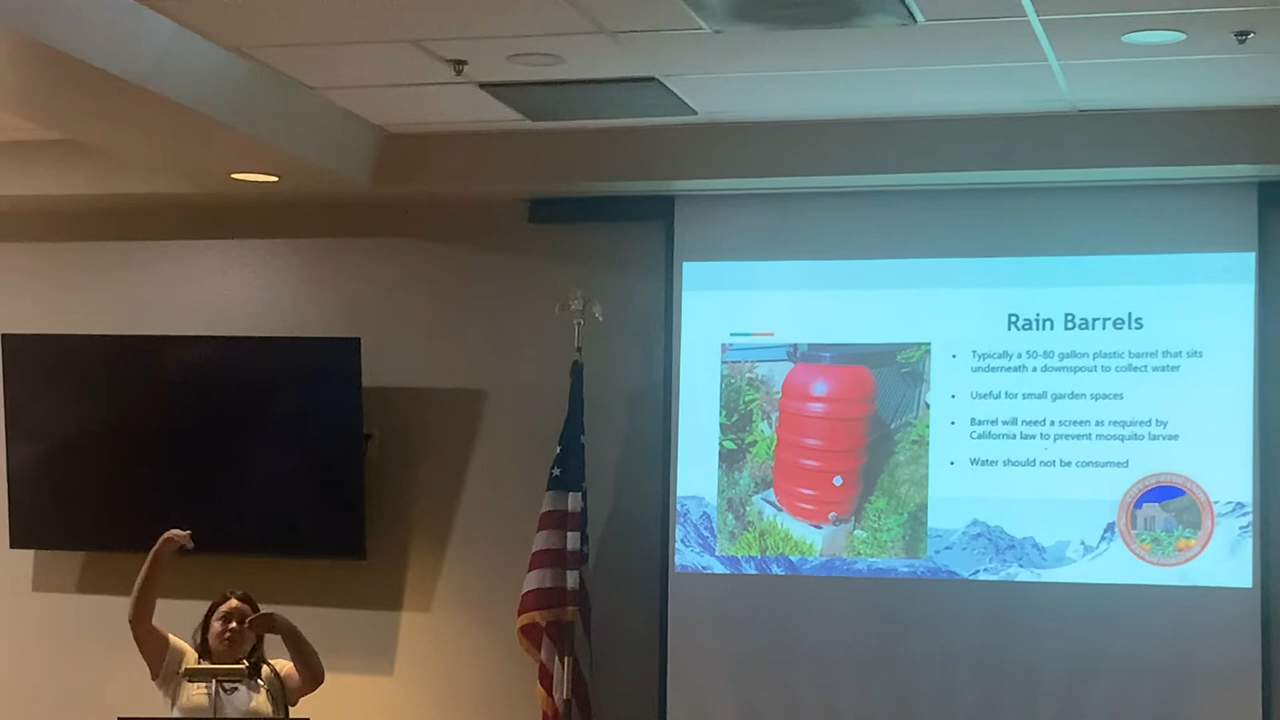 Rain Barrels
• Typically a 50-80 gallon plastic barrel that sits
underneath a downspout to collect water
• Useful for small garden spaces
• Barrel will need a screen as required by
California law to prevent mosquito larvae
• Water should not be consumed